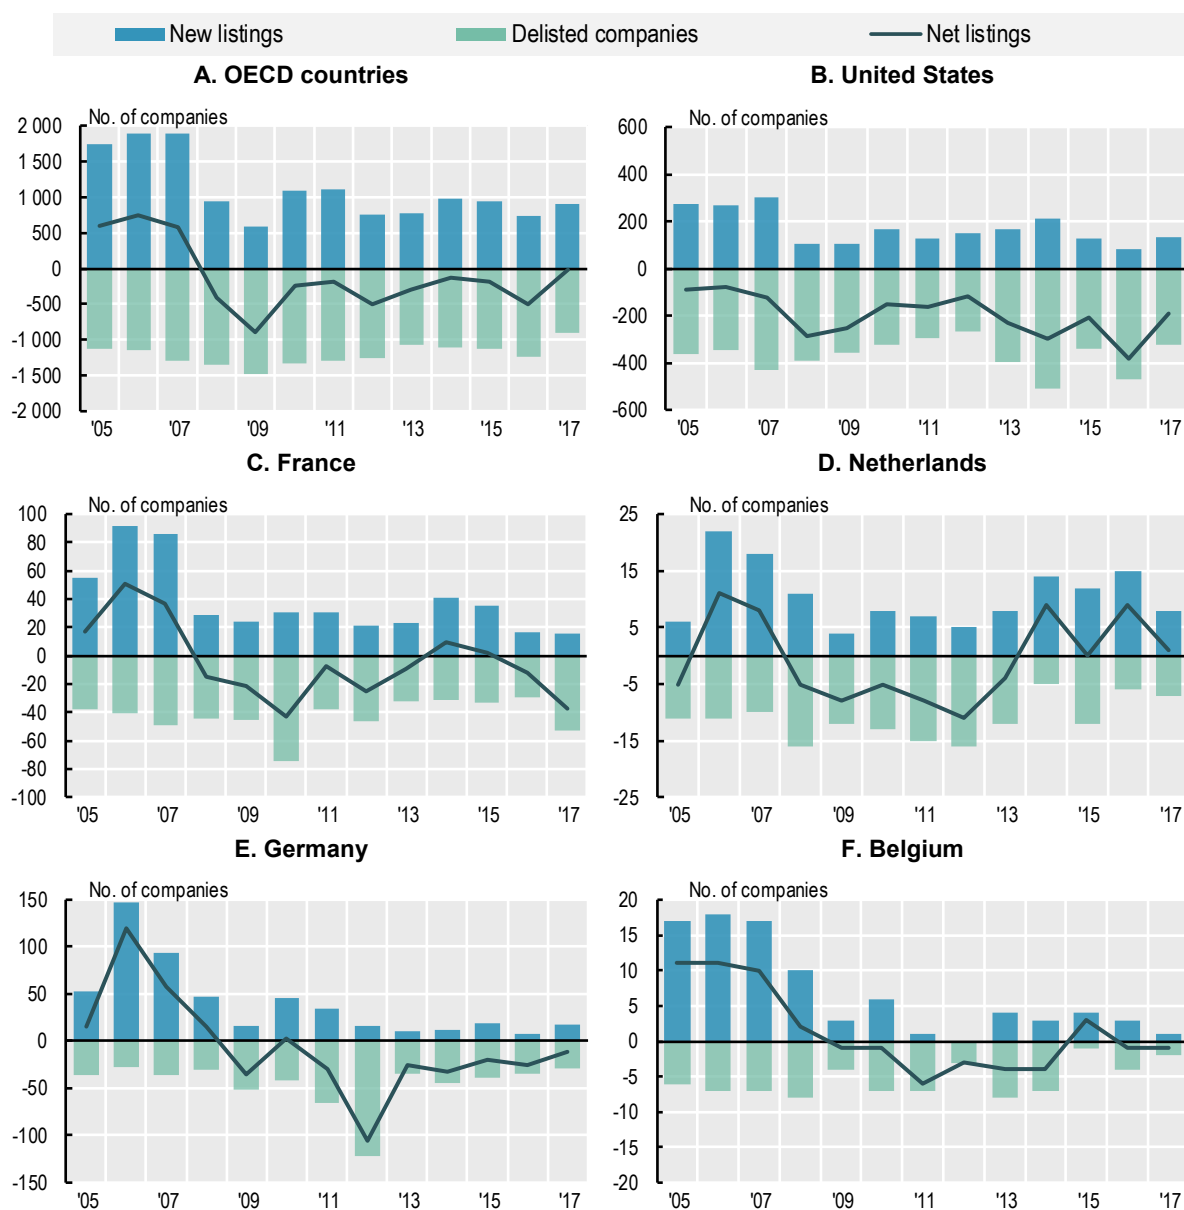 New listings Delisted companies Net listings
A. OECD countries B. United States
No. of companies No. of companies
2 000 600
1 500 400
1 000 200
500 0
0 -200
-500 -400
-1 000 -600
-1 500
-2 000
'05 '07 '09 '11 '13 '15 '17 '05 '07 '09 '11 '13 '15 '17
C. France D. Netherlands
No. of companies No. of companies
100 25
80 15
60 5
40 -5
20 -15
0 -25
-20
-40
-60
-80
-100
'05 '07 '09 '11 '13 '15 '17 '05 '07 '09 '11 '13 '15 '17
E. Germany F. Belgium
No. of companies No. of companies
150 20
100 15
50 10
0 5
-50 0
-100 -5
-150 -10
-15
-20
'05 '07 '09 '11 '13 '15 '17 '05 '07 '09 '11 '13 '15 '17